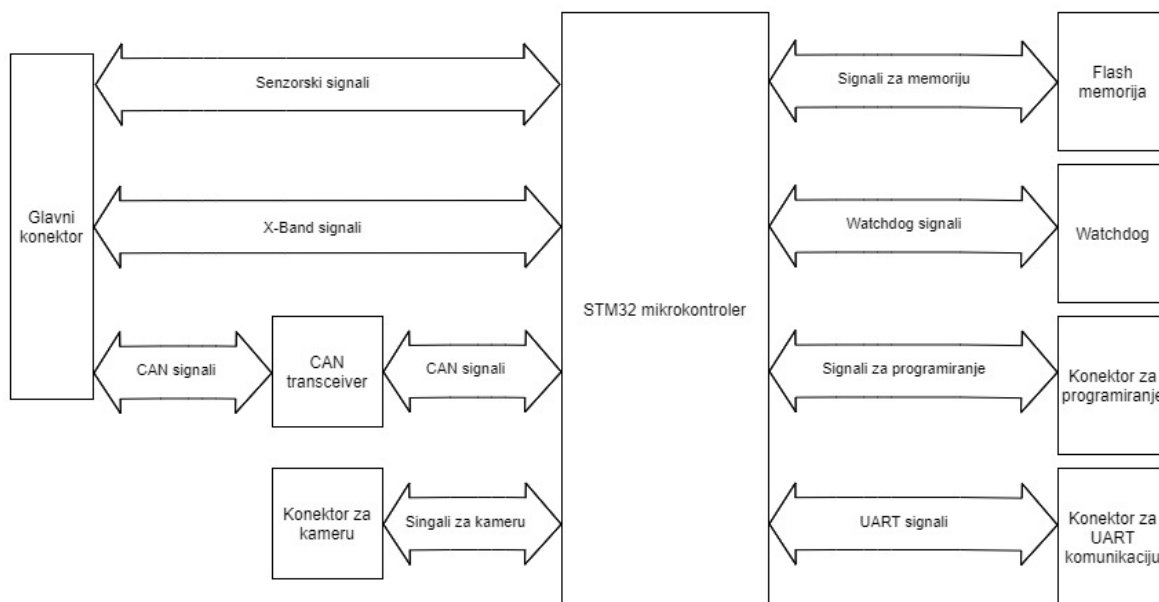 Senzorski signali
Signali za memoriju
Flash
memorija
Glavni
konektor
X-Band signali
STM32 mikrokontroler
Watchdog signali
Watchdog
CAN signali
CAN
transceiver
CAN signali
Signali za programiranje
Konektor za
programiranje
Konektor za
kameru
Singali za kameru
UART signali
Konektor za
UART
komunikaciju